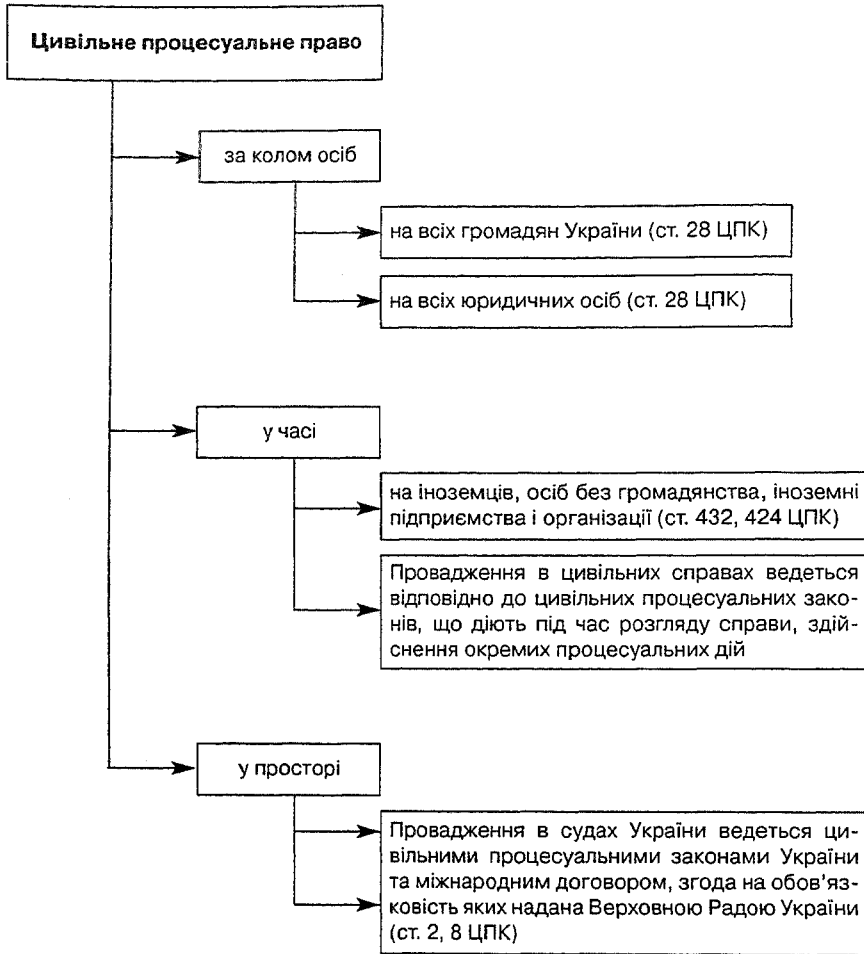 Цивільне процесуальне право
за колом осіб
на всіх громадян України (ст. 28 ЦПК)
на всіх юридичних осіб (ст. 28 ЦПК)
у часі
на іноземців, осіб без громадянства, іноземні
підприємства і організації (ст. 432, 424 ЦПК)
Провадження в цивільних справах ведеться
відповідно до цивільних процесуальних зако-
нів, що діють під час розгляду справи, здій-
снення окремих процесуальних дій
у просторі
Провадження в судах України ведеться ци-
вільними процесуальними законами України
та міжнародним договором, згода на обов’яз-
ковість яких надана Верховною Радою України
(ст. 2, 8 ЦПК)